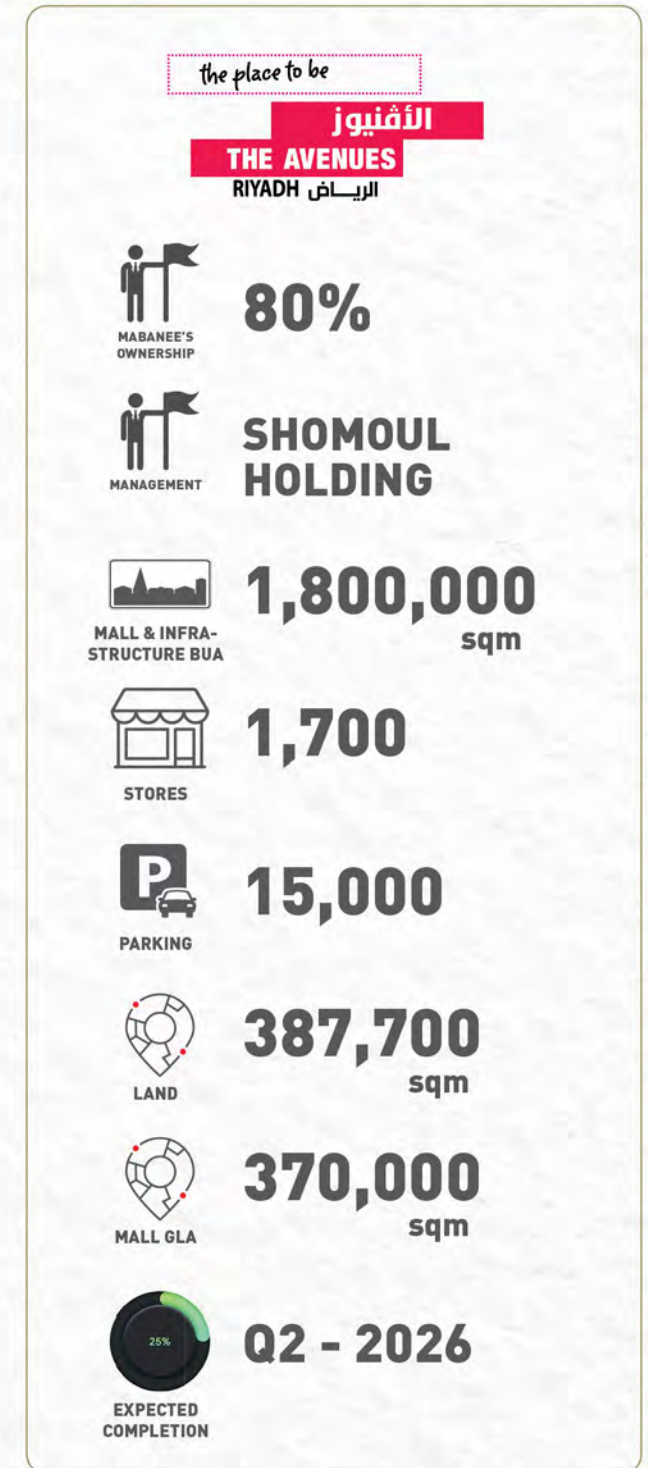 the place to be
الأڤنيوز
THE AVENUES
RIYADH الريـــاض
MABANEE'S
OWNERSHIP
80%
MANAGEMENT
SHOMOUL
HOLDING
MALL & INFRA-
STRUCTURE BUA
1,800,000
sqm
STORES
1,700
P
PARKING
15,000
LAND
387,700
sqm
MALL GLA
370,000
sqm
25%
EXPECTED
COMPLETION
Q2 - 2026